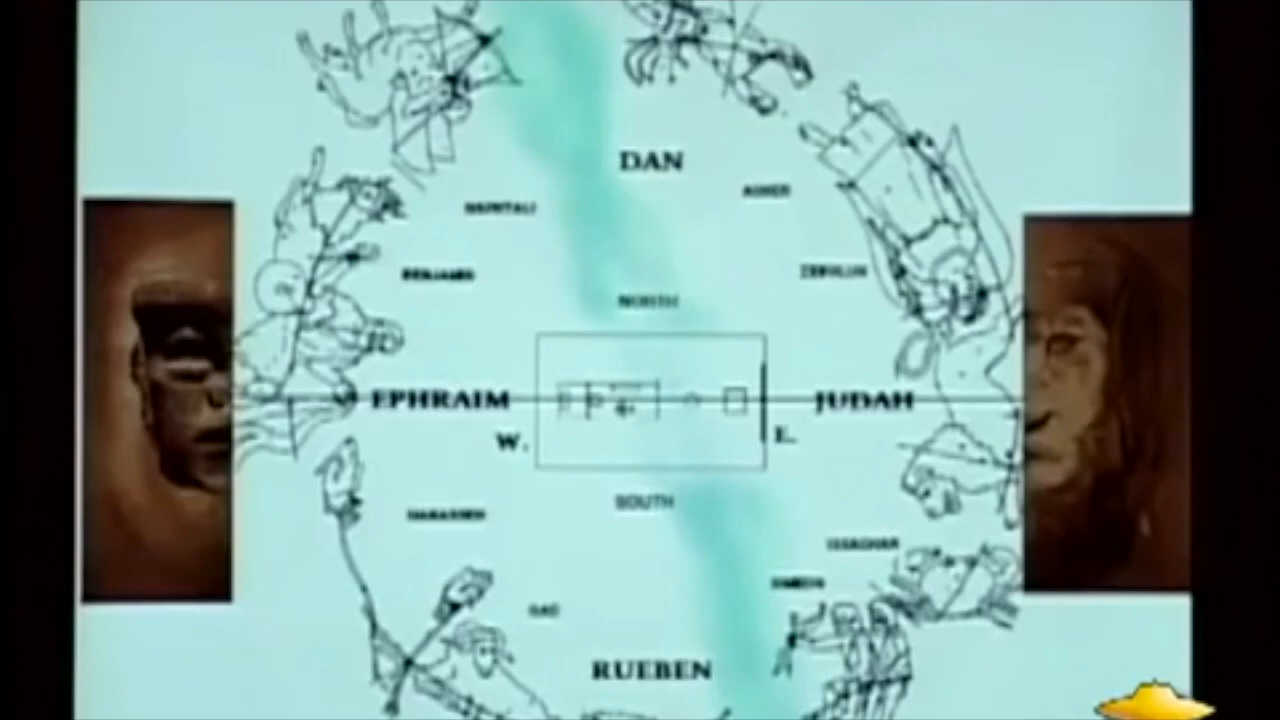 DAN
ASHER
NAPHTALI
BENJAMIN
ZEBULUN
NORTH
EPHRAIM
JUDAH
W.
E.
SOUTH
MANASSEH
ISSACHAR
SIMEON
GAD
RUEBEN